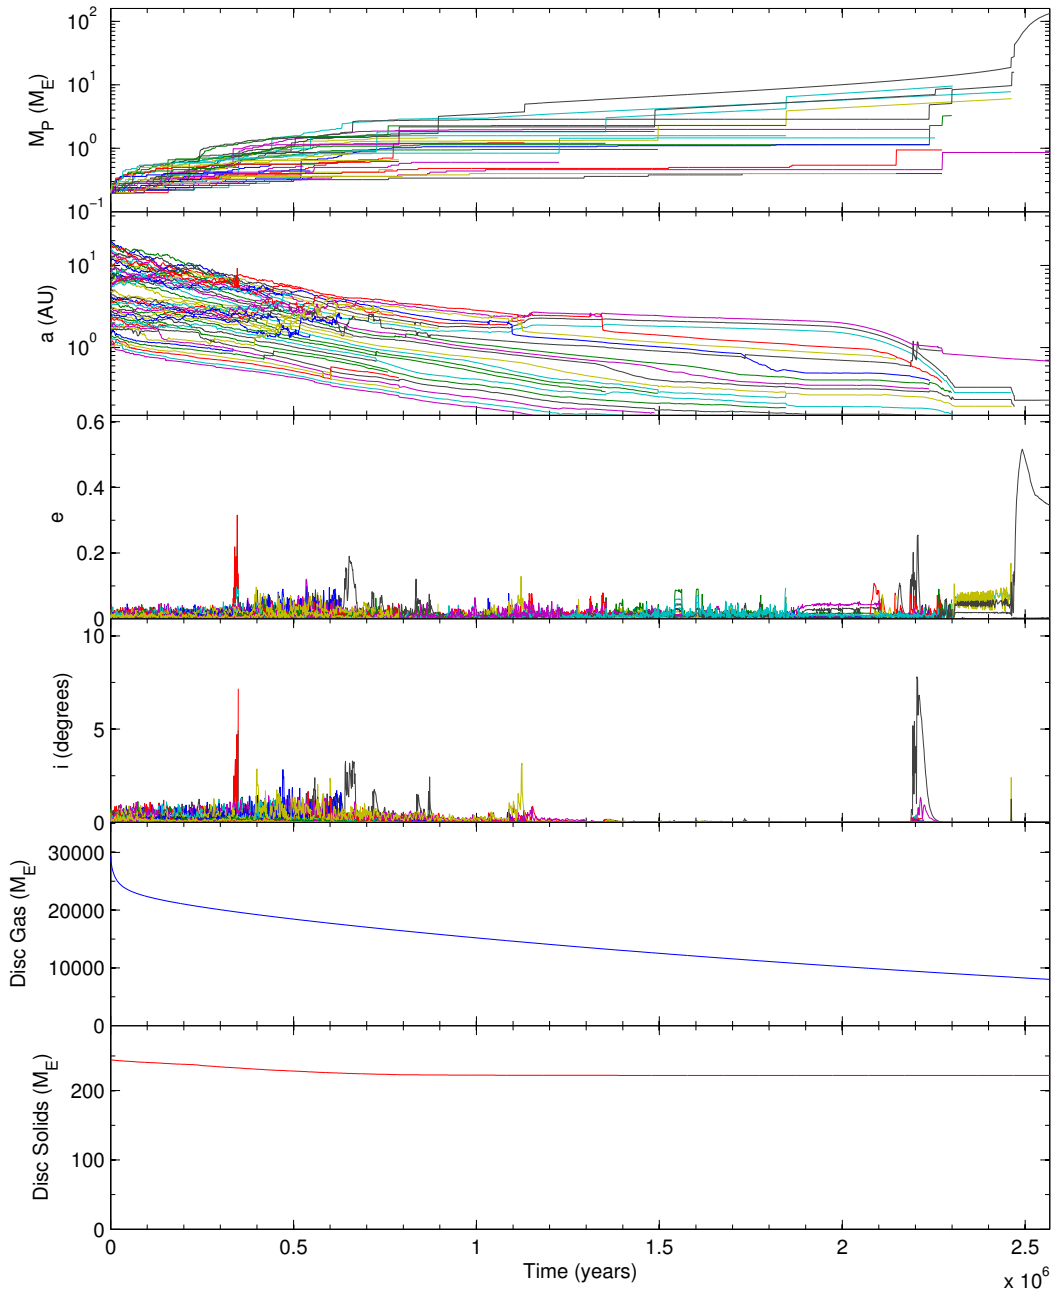 10^2
10^1
10^0
10^-1
M_P (M_E)
10^1
10^0
a (AU)
0.6
0.4
0.2
0
e
10
5
0
i (degrees)
30000
20000
10000
0
Disc Gas (M_E)
200
100
0
Disc Solids (M_E)
0 0.5 1 1.5 2 2.5
Time (years)
x 10^6